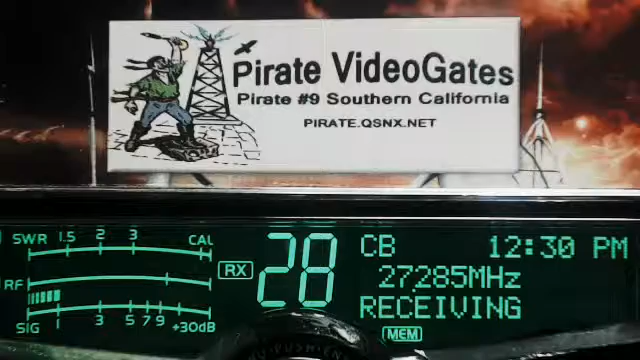 Pirate VideoGates
Pirate #9 Southern California
PIRATE.QSNX.NET
SWR 1.5 2 3 CAL
RF
SIG 1 3 5 7 9 +30dB
RX
28
CB 12:30 PM
27285MHz
RECEIVING
MEM
PUSH